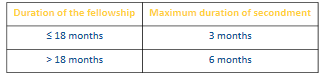 Duration of the fellowship Maximum duration of secondment
≤ 18 months 3 months
> 18 months 6 months